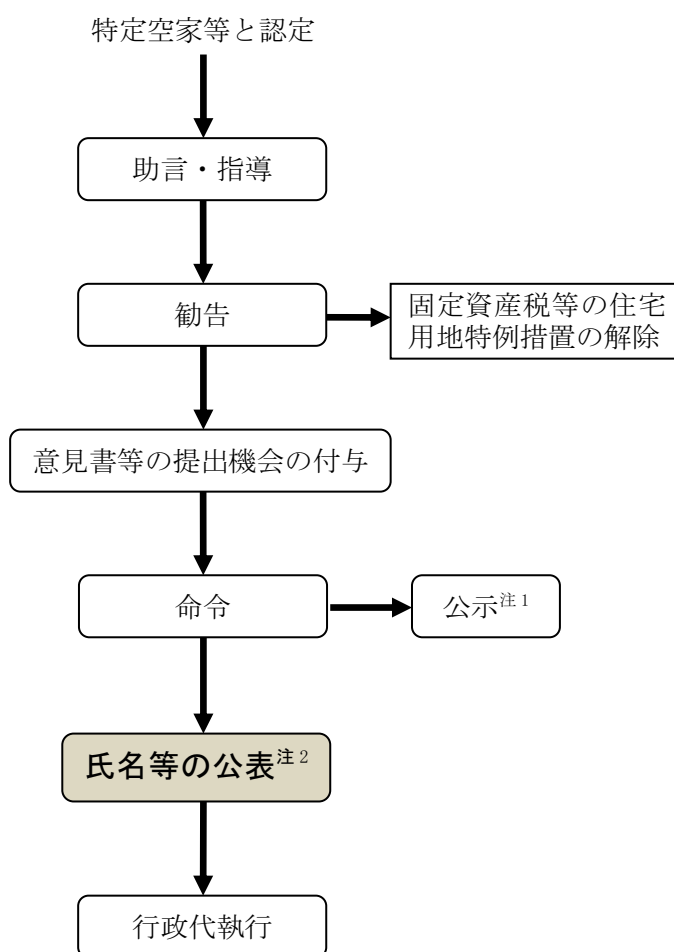 特定空家等と認定
助言・指導
勧告
固定資産税等の住宅
用地特例措置の解除
意見書等の提出機会の付与
命令
公示注1
氏名等の公表注2
行政代執行